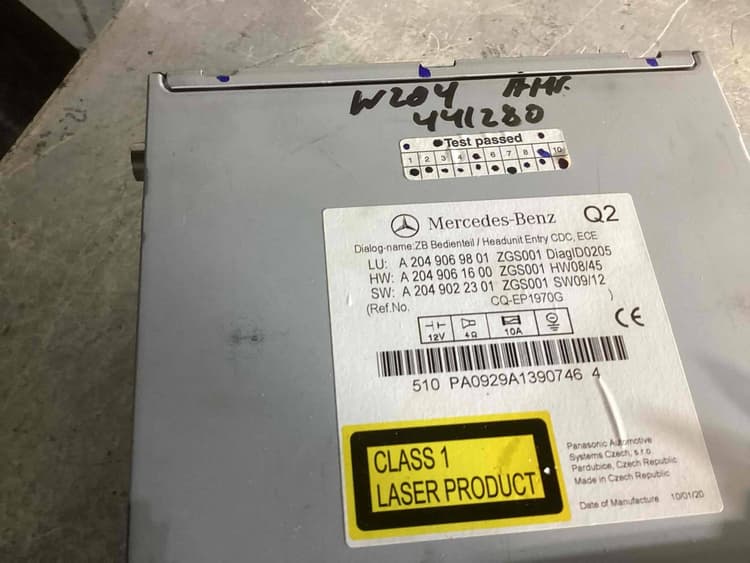 W204
441280
Test passed
1 2 3 4 6 7 8 10
Mercedes-Benz Q2
Dialog-name:ZB Bedienteil / Headunit Entry CDC, ECE
LU: A 204 906 98 01 ZGS001 DiagID0205
HW: A 204 906 16 00 ZGS001 HW08/45
SW: A 204 902 23 01 ZGS001 SW09/12
(Ref.No. CQ-EP1970G )
12V 4Ω 10A
CE
510 PA0929A1390746 4
CLASS 1
LASER PRODUCT
Panasonic Automotive
Systems Czech, s.r.o.
Pardubice, Czech Republic
Made in Czech Republic
Date of Manufacture 10/01/20